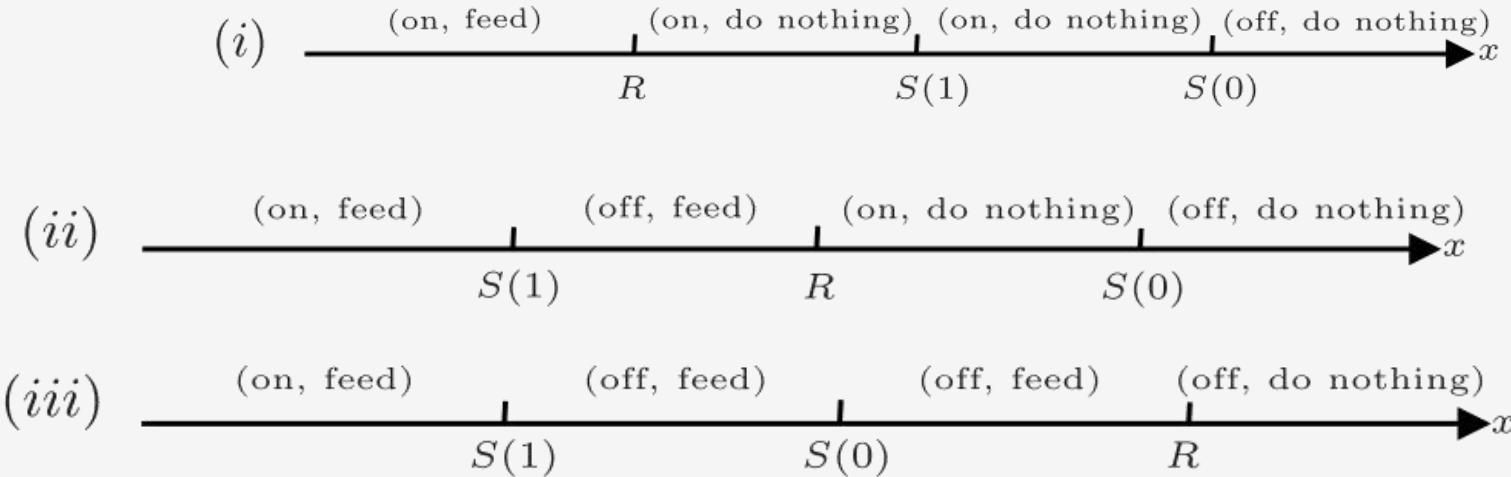 (i) (on, feed) (on, do nothing) (on, do nothing) (off, do nothing) x
R S(1) S(0)
(ii) (on, feed) (off, feed) (on, do nothing) (off, do nothing) x
S(1) R S(0)
(iii) (on, feed) (off, feed) (off, feed) (off, do nothing) x
S(1) S(0) R